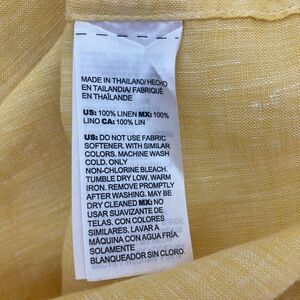 MADE IN THAILAND/ HECHO
EN TAILANDIA/ FABRIQUÉ
EN THAÏLANDE
US: 100% LINEN MX: 100%
LINO CA: 100% LIN
US: DO NOT USE FABRIC
SOFTENER. WITH SIMILAR
COLORS. MACHINE WASH
COLD. ONLY
NON-CHLORINE BLEACH.
TUMBLE DRY LOW. WARM
IRON. REMOVE PROMPTLY
AFTER WASHING. MAY BE
DRY CLEANED MX: NO
USAR SUAVIZANTE DE
TELAS. CON COLORES
SIMILARES. LAVAR A
MÁQUINA CON AGUA FRÍA.
SOLAMENTE
BLANQUEADOR SIN CLORO.